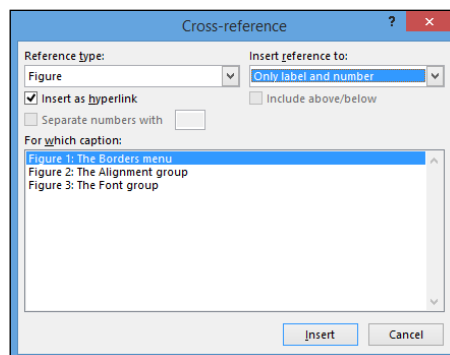 Cross-reference
? ×
Reference type: Insert reference to:
Figure Only label and number
Insert as hyperlink Include above/below
Separate numbers with
For which caption:
Figure 1: The Borders menu
Figure 2: The Alignment group
Figure 3: The Font group
Insert Cancel